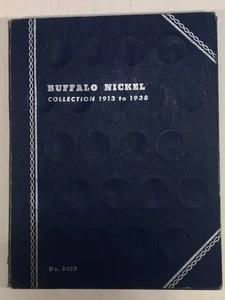 BUFFALO NICKEL
COLLECTION 1913 to 1938
No. 9008